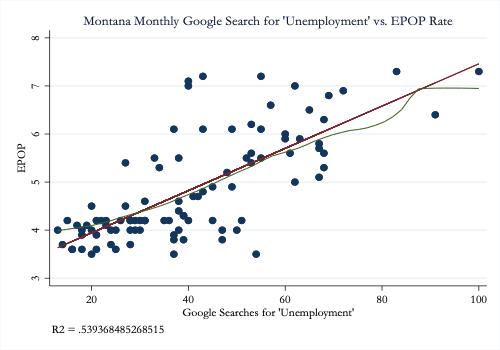 Montana Monthly Google Search for 'Unemployment' vs. EPOP Rate
8
7
6
5
4
3
EPOP
20
40
60
80
100
Google Searches for 'Unemployment'
R2 = .539368485268515